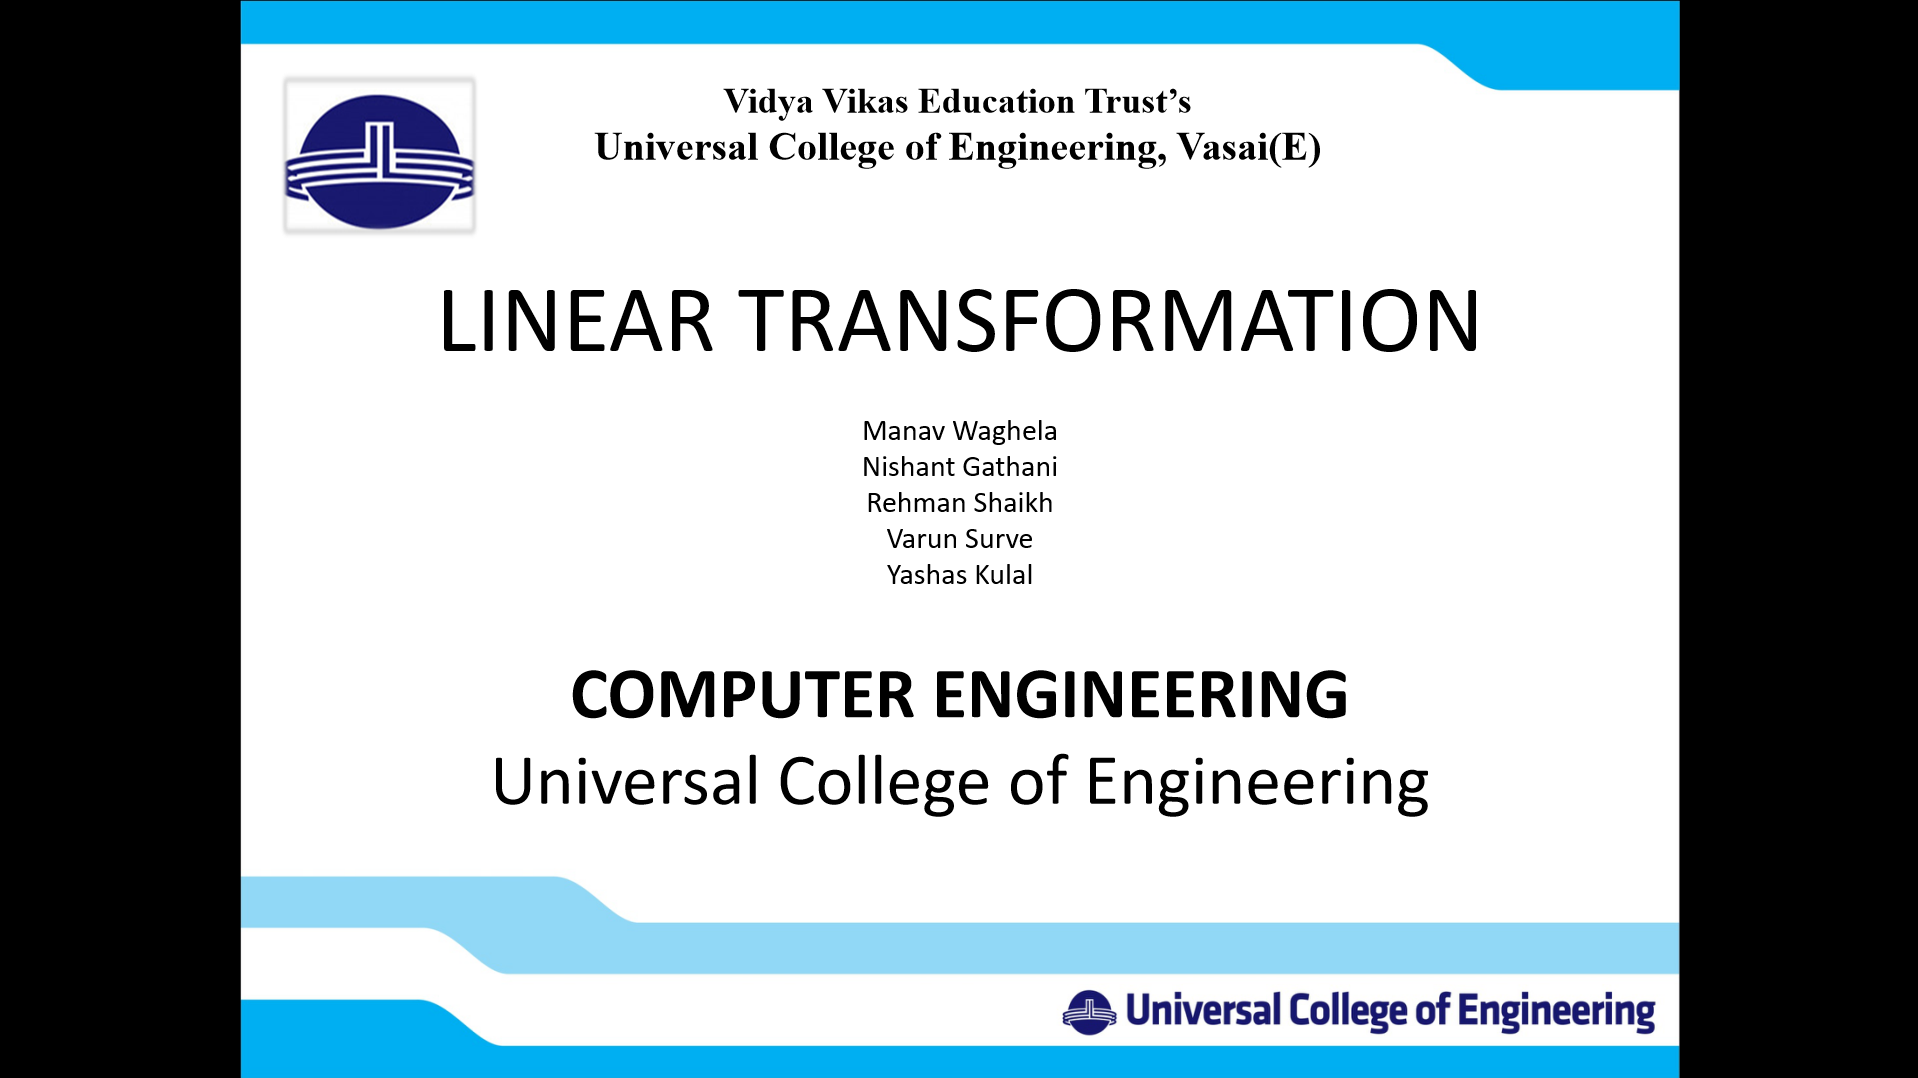 Vidya Vikas Education Trust’s
Universal College of Engineering, Vasai(E)
LINEAR TRANSFORMATION
Manav Waghela
Nishant Gathani
Rehman Shaikh
Varun Surve
Yashas Kulal
COMPUTER ENGINEERING
Universal College of Engineering
Universal College of Engineering